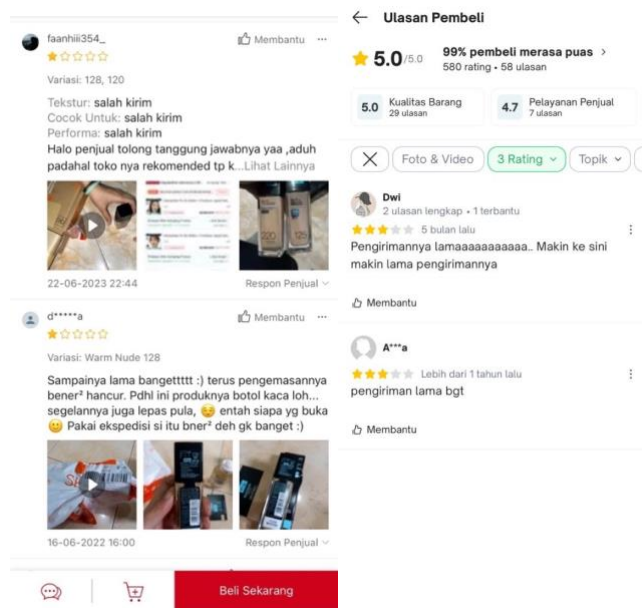 faanhiii354_
Membantu
Variasi: 128, 120
Tekstur: salah kirim
Cocok Untuk: salah kirim
Performa: salah kirim
Halo penjual tolong tanggung jawabnya yaa ,aduh
padahal toko nya rekomended tp k...Lihat Lainnya
220
125
22-06-2023 22:44
Respon Penjual
d*****a
Membantu
Variasi: Warm Nude 128
Sampainya lama bangettttt :) terus pengemasannya
bener² hancur. Pdhl ini produknya botol kaca loh...
segelannya juga lepas pula, 😌 entah siapa yg buka
🙂 Pakai ekspedisi si itu bner² deh gk banget :)
16-06-2022 16:00
Respon Penjual
Beli Sekarang
Ulasan Pembeli
5.0/5.0
99% pembeli merasa puas
580 rating • 58 ulasan
5.0
Kualitas Barang
29 ulasan
4.7
Pelayanan Penjual
7 ulasan
Foto & Video
3 Rating
Topik
Dwi
2 ulasan lengkap • 1 terbantu
5 bulan lalu
Pengirimannya lamaaaaaaaaaaa.. Makin ke sini
makin lama pengirimannya
Membantu
A***a
Lebih dari 1 tahun lalu
pengiriman lama bgt
Membantu